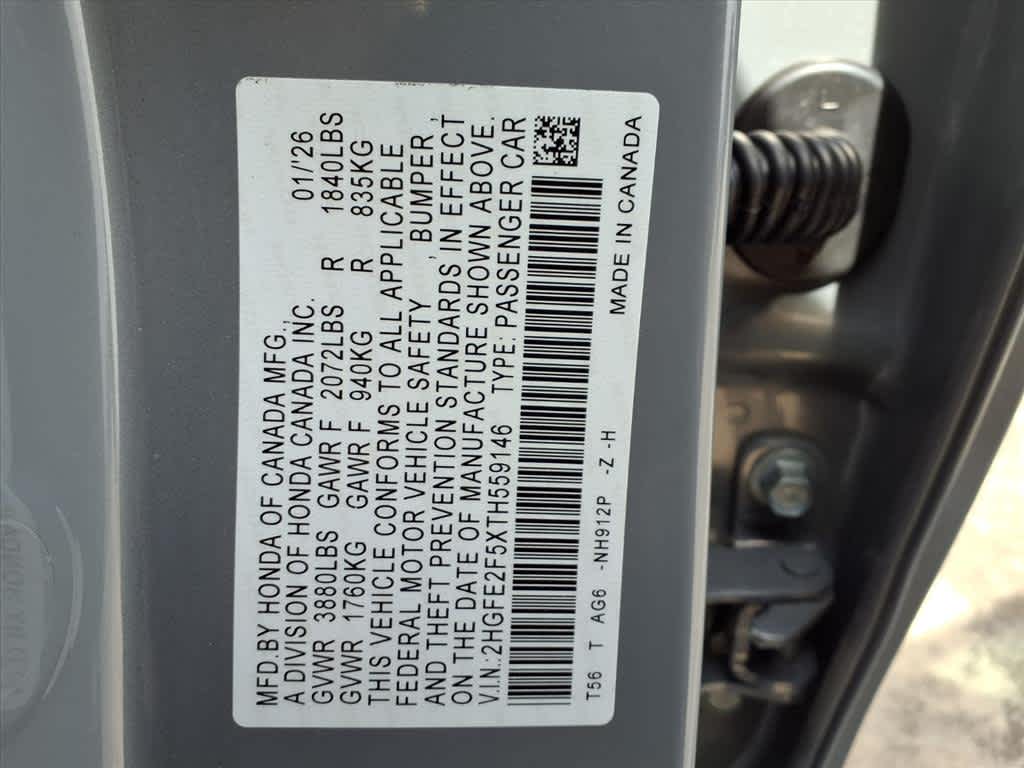 MFD.BY HONDA OF CANADA MFG.,
A DIVISION OF HONDA CANADA INC. 01/'26
GVWR 3880LBS GAWR F 2072LBS R 1840LBS
GVWR 1760KG GAWR F 940KG R 835KG
THIS VEHICLE CONFORMS TO ALL APPLICABLE
FEDERAL MOTOR VEHICLE SAFETY , BUMPER ,
AND THEFT PREVENTION STANDARDS IN EFFECT
ON THE DATE OF MANUFACTURE SHOWN ABOVE.
V.I.N.:2HGFE2F5XTH559146 TYPE: PASSENGER CAR
T56 T AG6 -NH912P -Z -H
MADE IN CANADA